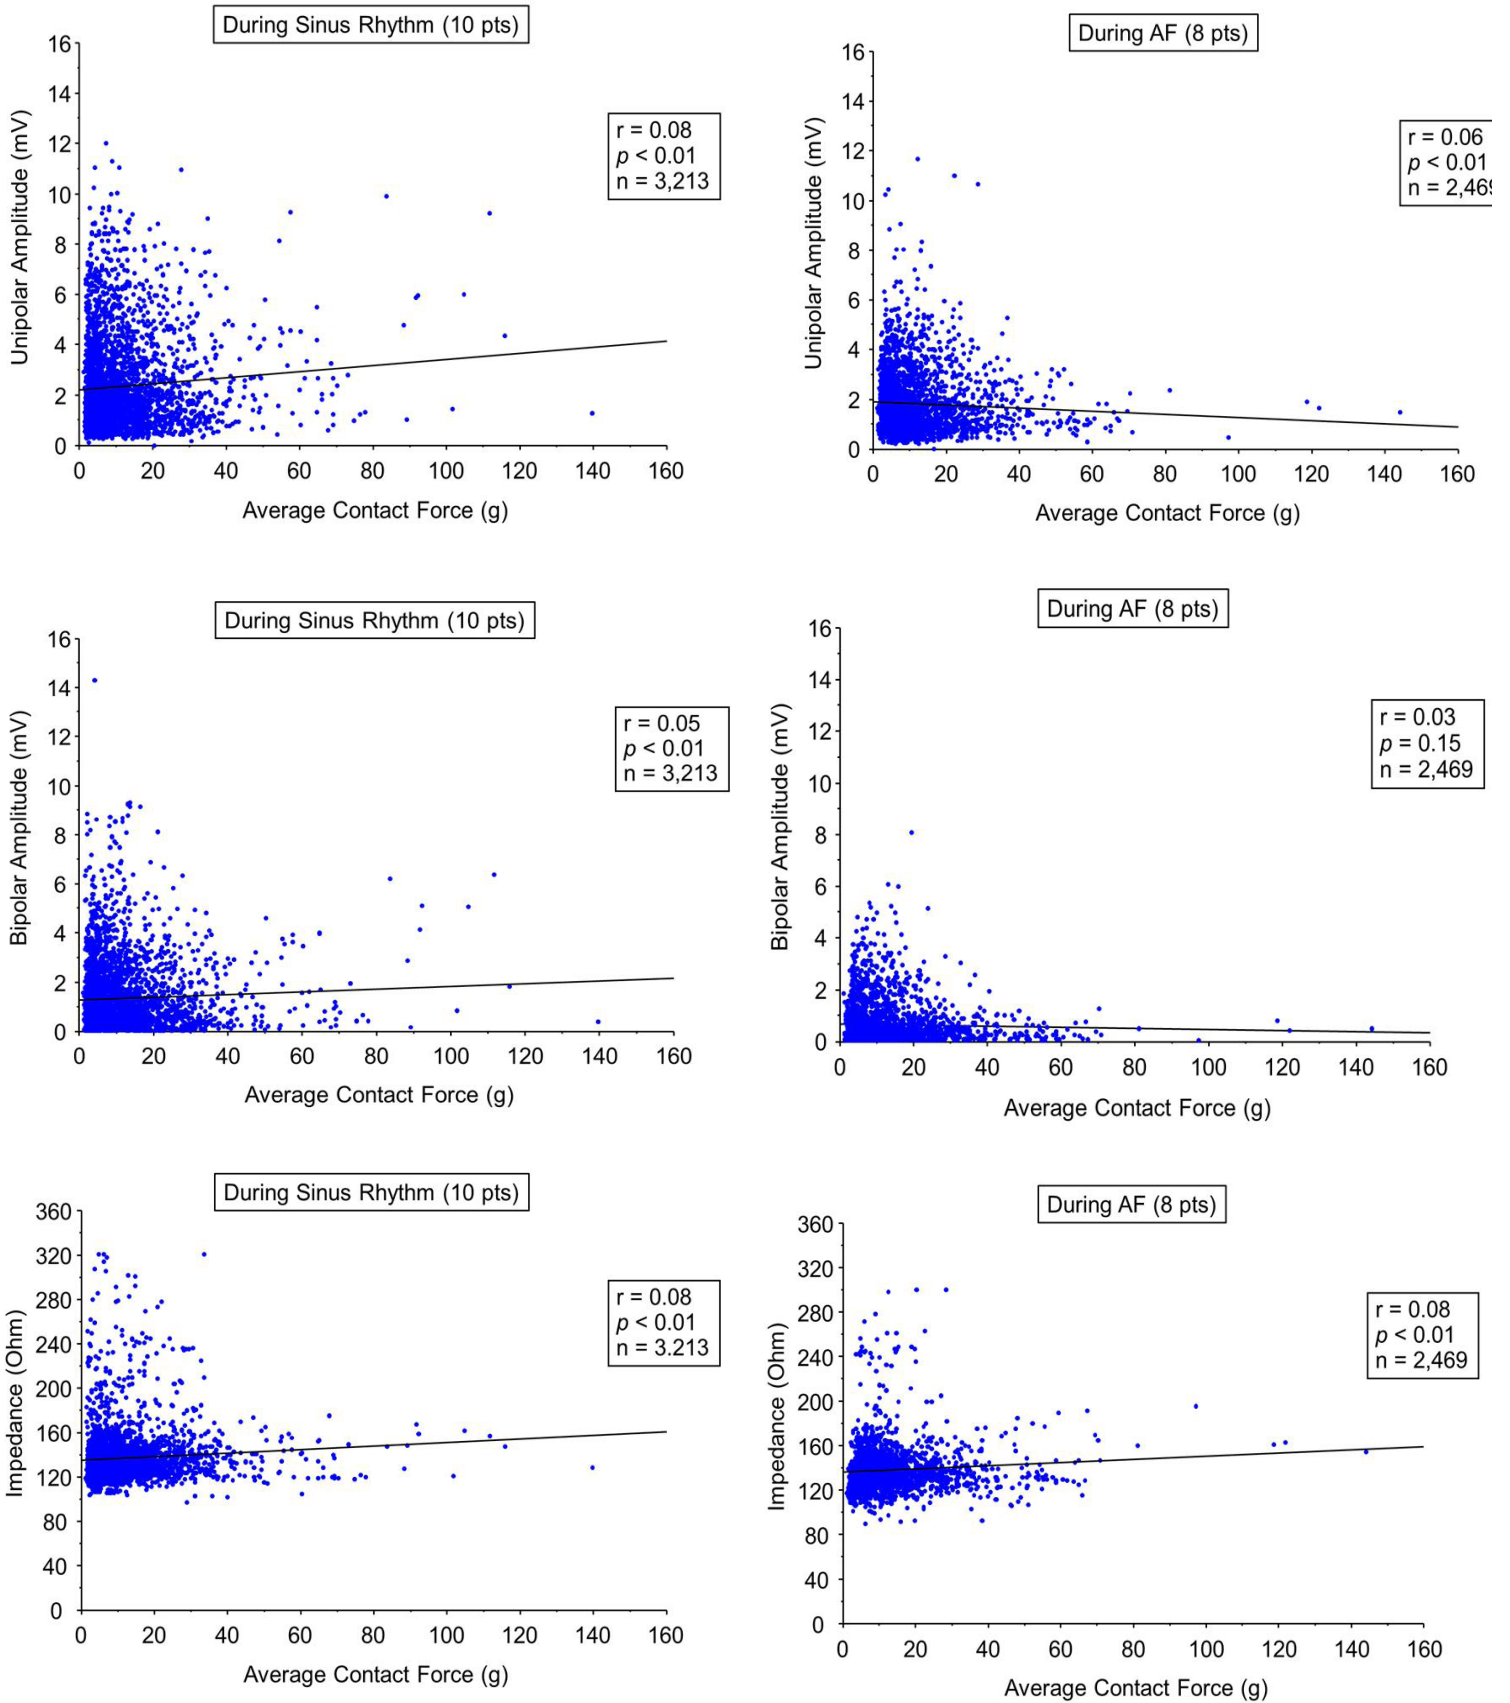 During Sinus Rhythm (10 pts)
16
14
12
10
8
6
4
2
0
Unipolar Amplitude (mV)
r = 0.08
p < 0.01
n = 3,213
0 20 40 60 80 100 120 140 160
Average Contact Force (g)
During AF (8 pts)
16
14
12
10
8
6
4
2
0
Unipolar Amplitude (mV)
r = 0.06
p < 0.01
n = 2,469
0 20 40 60 80 100 120 140 160
Average Contact Force (g)
During Sinus Rhythm (10 pts)
16
14
12
10
8
6
4
2
0
Bipolar Amplitude (mV)
r = 0.05
p < 0.01
n = 3,213
0 20 40 60 80 100 120 140 160
Average Contact Force (g)
During AF (8 pts)
16
14
12
10
8
6
4
2
0
Bipolar Amplitude (mV)
r = 0.03
p = 0.15
n = 2,469
0 20 40 60 80 100 120 140 160
Average Contact Force (g)
During Sinus Rhythm (10 pts)
360
320
280
240
200
160
120
80
40
0
Impedance (Ohm)
r = 0.08
p < 0.01
n = 3.213
0 20 40 60 80 100 120 140 160
Average Contact Force (g)
During AF (8 pts)
360
320
280
240
200
160
120
80
40
0
Impedance (Ohm)
r = 0.08
p < 0.01
n = 2,469
0 20 40 60 80 100 120 140 160
Average Contact Force (g)